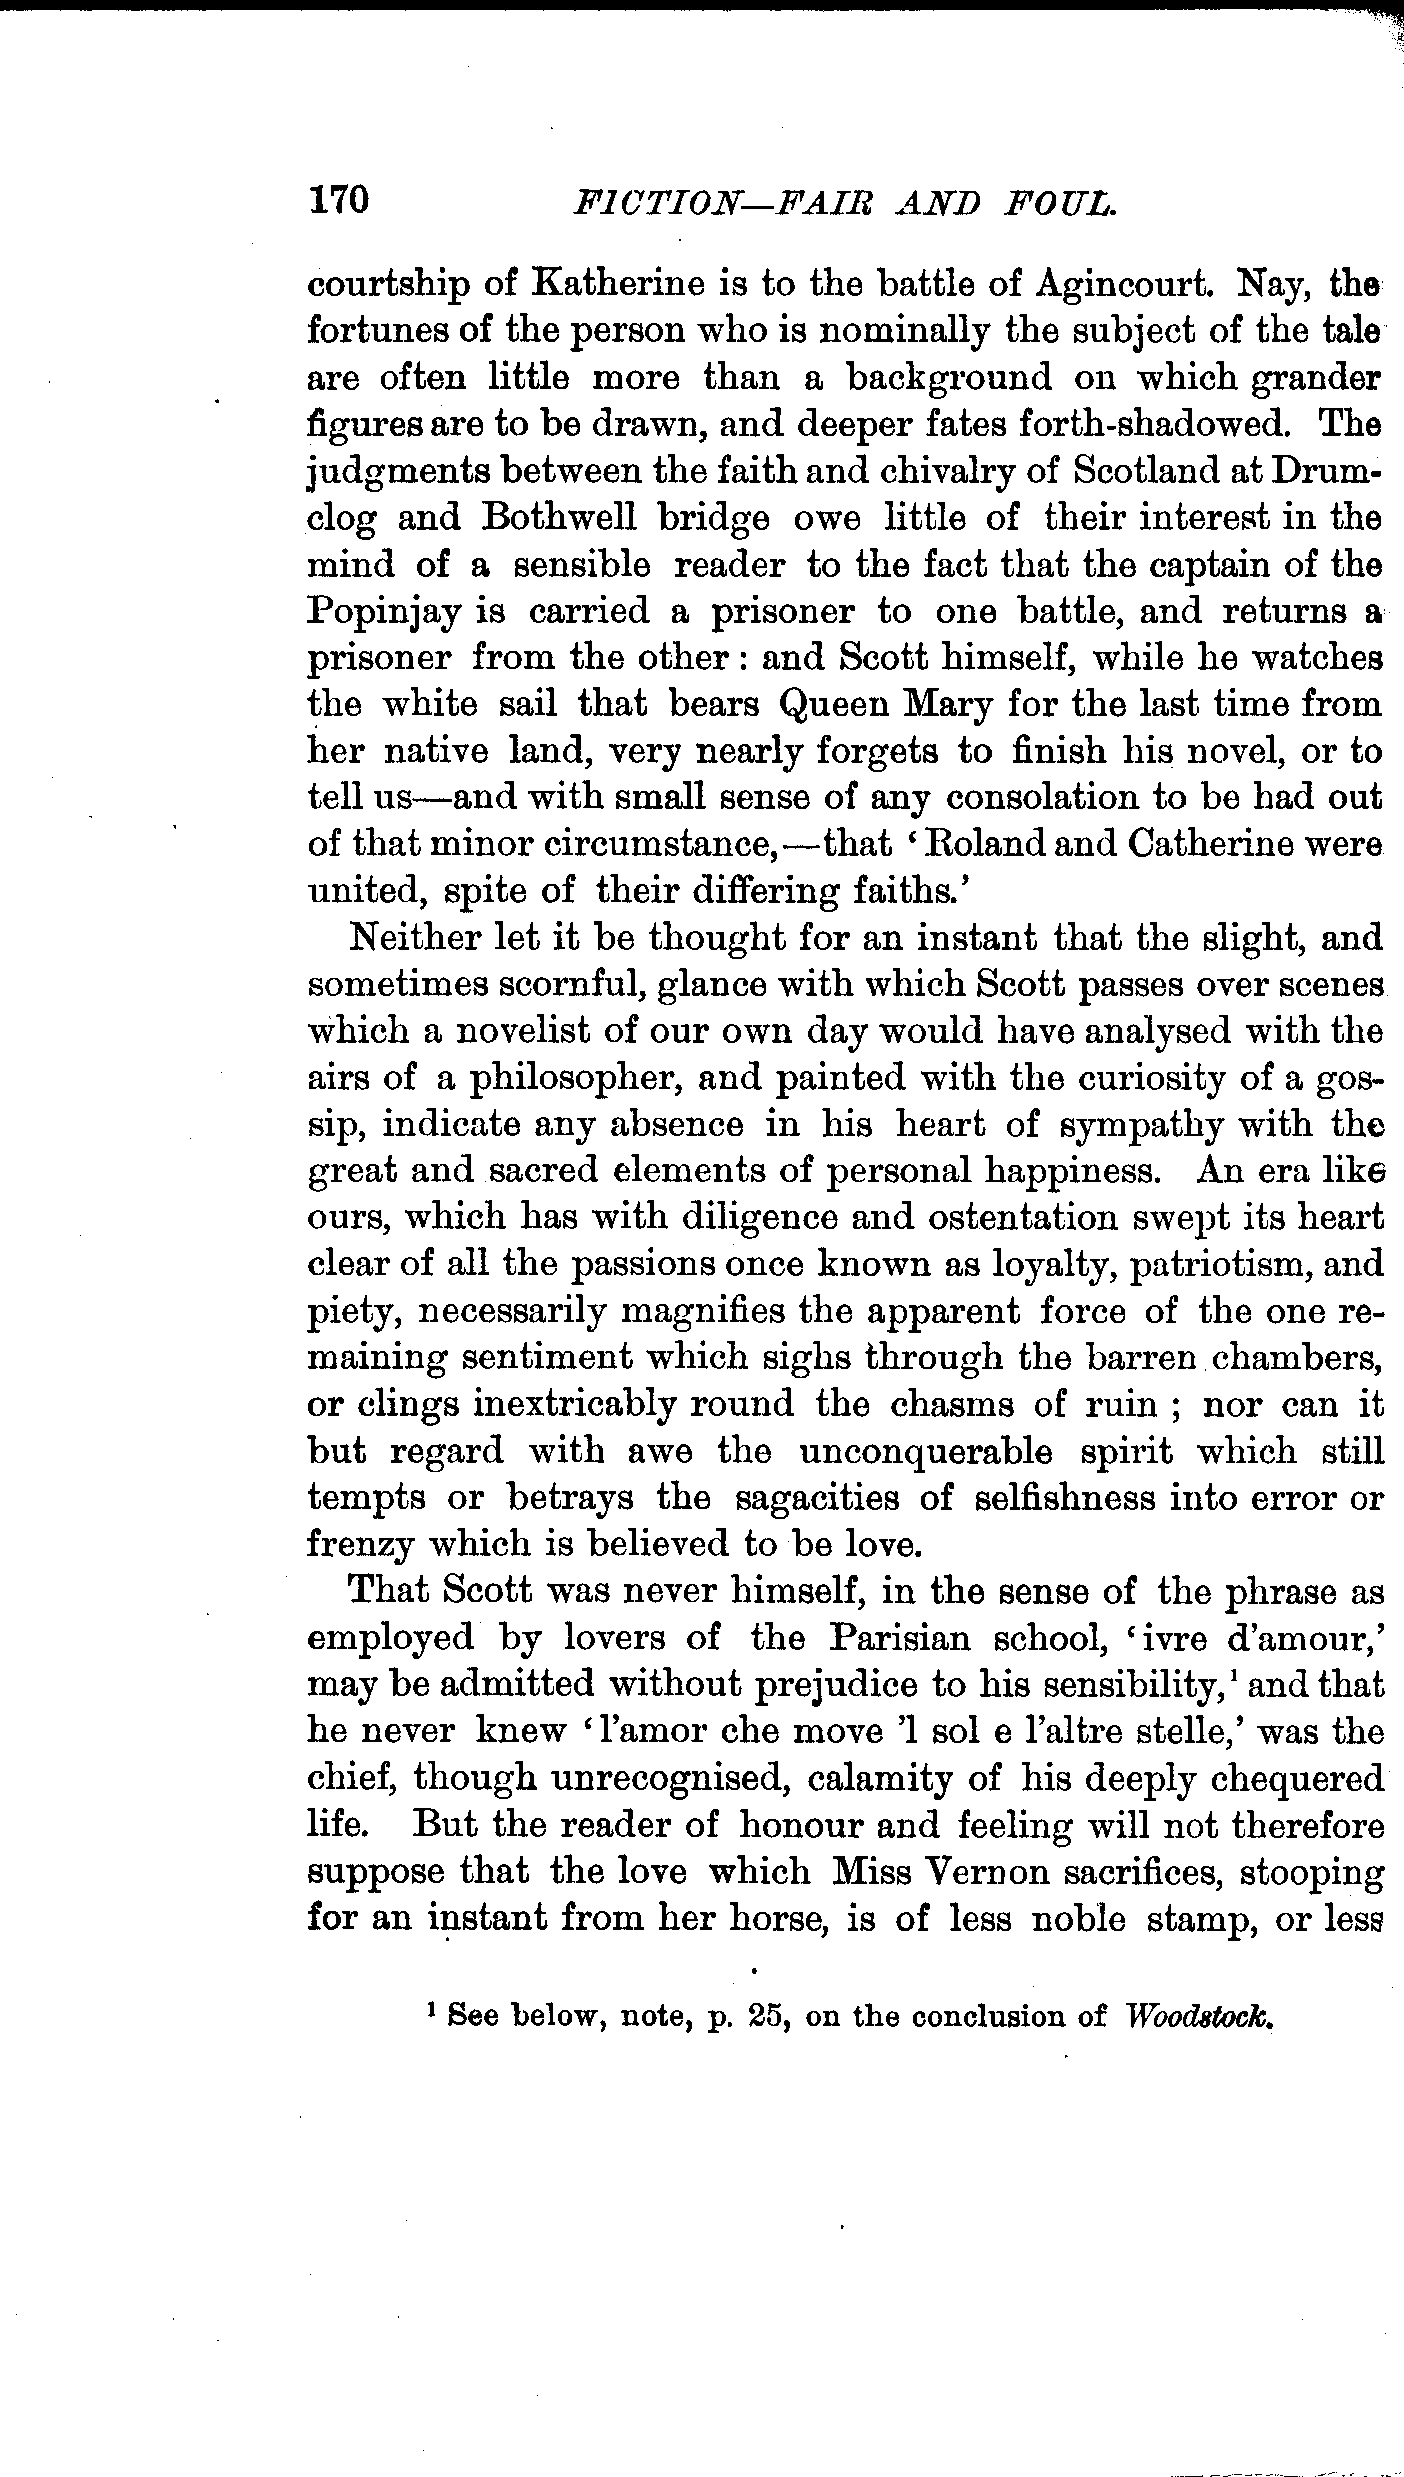 170 FICTION—FAIR AND FOUL.
courtship of Katherine is to the battle of Agincourt. Nay, the
fortunes of the person who is nominally the subject of the tale
are often little more than a background on which grander
figures are to be drawn, and deeper fates forth-shadowed. The
judgments between the faith and chivalry of Scotland at Drum-
clog and Bothwell bridge owe little of their interest in the
mind of a sensible reader to the fact that the captain of the
Popinjay is carried a prisoner to one battle, and returns a
prisoner from the other : and Scott himself, while he watches
the white sail that bears Queen Mary for the last time from
her native land, very nearly forgets to finish his novel, or to
tell us—and with small sense of any consolation to be had out
of that minor circumstance,—that ‘Roland and Catherine were
united, spite of their differing faiths.’
Neither let it be thought for an instant that the slight, and
sometimes scornful, glance with which Scott passes over scenes
which a novelist of our own day would have analysed with the
airs of a philosopher, and painted with the curiosity of a gos-
sip, indicate any absence in his heart of sympathy with the
great and sacred elements of personal happiness. An era like
ours, which has with diligence and ostentation swept its heart
clear of all the passions once known as loyalty, patriotism, and
piety, necessarily magnifies the apparent force of the one re-
maining sentiment which sighs through the barren chambers,
or clings inextricably round the chasms of ruin ; nor can it
but regard with awe the unconquerable spirit which still
tempts or betrays the sagacities of selfishness into error or
frenzy which is believed to be love.
That Scott was never himself, in the sense of the phrase as
employed by lovers of the Parisian school, ‘ivre d'amour,’
may be admitted without prejudice to his sensibility,¹ and that
he never knew ‘l'amor che move 'l sol e l'altre stelle,’ was the
chief, though unrecognised, calamity of his deeply chequered
life. But the reader of honour and feeling will not therefore
suppose that the love which Miss Vernon sacrifices, stooping
for an instant from her horse, is of less noble stamp, or less
¹ See below, note, p. 25, on the conclusion of Woodstock.